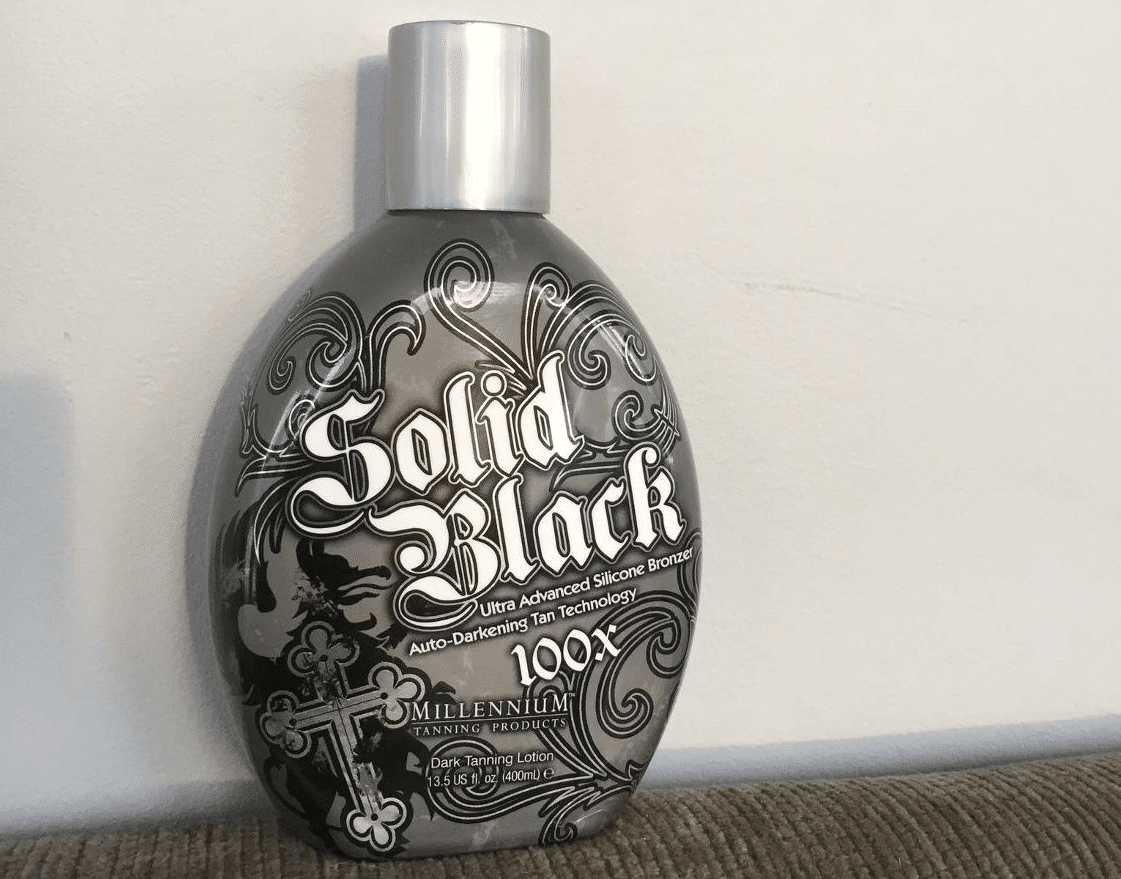 Solid
Black
Ultra Advanced Silicone Bronzer
Auto-Darkening Tan Technology
100x
MILLENNIUM™
TANNING PRODUCTS
Dark Tanning Lotion
13.5 US fl. oz. (400mL) ℮